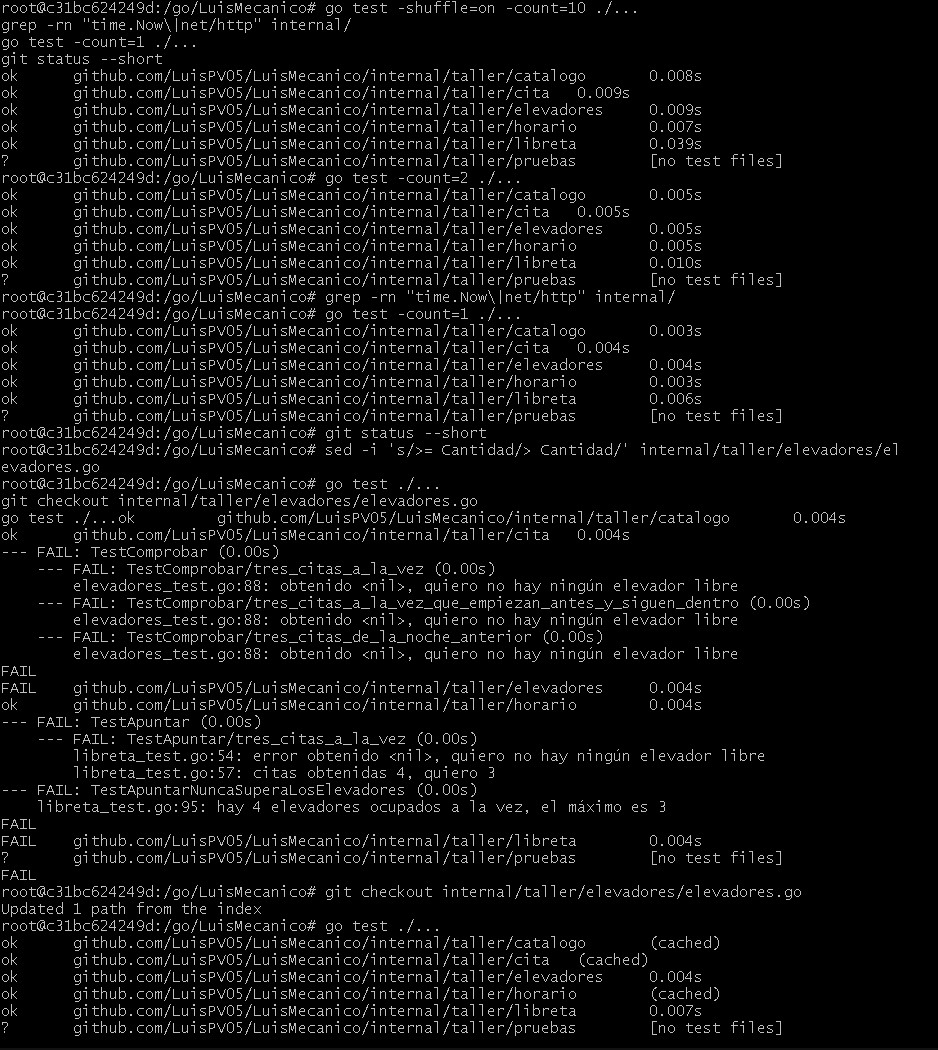 root@c31bc624249d:/go/LuisMecanico# go test -shuffle=on -count=10 ./...
grep -rn "time.Now\|net/http" internal/
go test -count=1 ./...
git status --short
ok github.com/LuisPV05/LuisMecanico/internal/taller/catalogo 0.008s
ok github.com/LuisPV05/LuisMecanico/internal/taller/cita 0.009s
ok github.com/LuisPV05/LuisMecanico/internal/taller/elevadores 0.009s
ok github.com/LuisPV05/LuisMecanico/internal/taller/horario 0.007s
ok github.com/LuisPV05/LuisMecanico/internal/taller/libreta 0.039s
? github.com/LuisPV05/LuisMecanico/internal/taller/pruebas [no test files]
root@c31bc624249d:/go/LuisMecanico# go test -count=2 ./...
ok github.com/LuisPV05/LuisMecanico/internal/taller/catalogo 0.005s
ok github.com/LuisPV05/LuisMecanico/internal/taller/cita 0.005s
ok github.com/LuisPV05/LuisMecanico/internal/taller/elevadores 0.005s
ok github.com/LuisPV05/LuisMecanico/internal/taller/horario 0.005s
ok github.com/LuisPV05/LuisMecanico/internal/taller/libreta 0.010s
? github.com/LuisPV05/LuisMecanico/internal/taller/pruebas [no test files]
root@c31bc624249d:/go/LuisMecanico# grep -rn "time.Now\|net/http" internal/
root@c31bc624249d:/go/LuisMecanico# go test -count=1 ./...
ok github.com/LuisPV05/LuisMecanico/internal/taller/catalogo 0.003s
ok github.com/LuisPV05/LuisMecanico/internal/taller/cita 0.004s
ok github.com/LuisPV05/LuisMecanico/internal/taller/elevadores 0.004s
ok github.com/LuisPV05/LuisMecanico/internal/taller/horario 0.003s
ok github.com/LuisPV05/LuisMecanico/internal/taller/libreta 0.006s
? github.com/LuisPV05/LuisMecanico/internal/taller/pruebas [no test files]
root@c31bc624249d:/go/LuisMecanico# git status --short
root@c31bc624249d:/go/LuisMecanico# sed -i 's/>= Cantidad/> Cantidad/' internal/taller/elevadores/el
evadores.go
root@c31bc624249d:/go/LuisMecanico# go test ./...
git checkout internal/taller/elevadores/elevadores.go
go test ./...ok github.com/LuisPV05/LuisMecanico/internal/taller/catalogo 0.004s
ok github.com/LuisPV05/LuisMecanico/internal/taller/cita 0.004s
--- FAIL: TestComprobar (0.00s)
--- FAIL: TestComprobar/tres_citas_a_la_vez (0.00s)
elevadores_test.go:88: obtenido <nil>, quiero no hay ningún elevador libre
--- FAIL: TestComprobar/tres_citas_a_la_vez_que_empiezan_antes_y_siguen_dentro (0.00s)
elevadores_test.go:88: obtenido <nil>, quiero no hay ningún elevador libre
--- FAIL: TestComprobar/tres_citas_de_la_noche_anterior (0.00s)
elevadores_test.go:88: obtenido <nil>, quiero no hay ningún elevador libre
FAIL
FAIL github.com/LuisPV05/LuisMecanico/internal/taller/elevadores 0.004s
ok github.com/LuisPV05/LuisMecanico/internal/taller/horario 0.004s
--- FAIL: TestApuntar (0.00s)
--- FAIL: TestApuntar/tres_citas_a_la_vez (0.00s)
libreta_test.go:54: error obtenido <nil>, quiero no hay ningún elevador libre
libreta_test.go:57: citas obtenidas 4, quiero 3
--- FAIL: TestApuntarNuncaSuperaLosElevadores (0.00s)
libreta_test.go:95: hay 4 elevadores ocupados a la vez, el máximo es 3
FAIL
FAIL github.com/LuisPV05/LuisMecanico/internal/taller/libreta 0.004s
? github.com/LuisPV05/LuisMecanico/internal/taller/pruebas [no test files]
FAIL
root@c31bc624249d:/go/LuisMecanico# git checkout internal/taller/elevadores/elevadores.go
Updated 1 path from the index
root@c31bc624249d:/go/LuisMecanico# go test ./...
ok github.com/LuisPV05/LuisMecanico/internal/taller/catalogo (cached)
ok github.com/LuisPV05/LuisMecanico/internal/taller/cita (cached)
ok github.com/LuisPV05/LuisMecanico/internal/taller/elevadores 0.004s
ok github.com/LuisPV05/LuisMecanico/internal/taller/horario (cached)
ok github.com/LuisPV05/LuisMecanico/internal/taller/libreta 0.007s
? github.com/LuisPV05/LuisMecanico/internal/taller/pruebas [no test files]